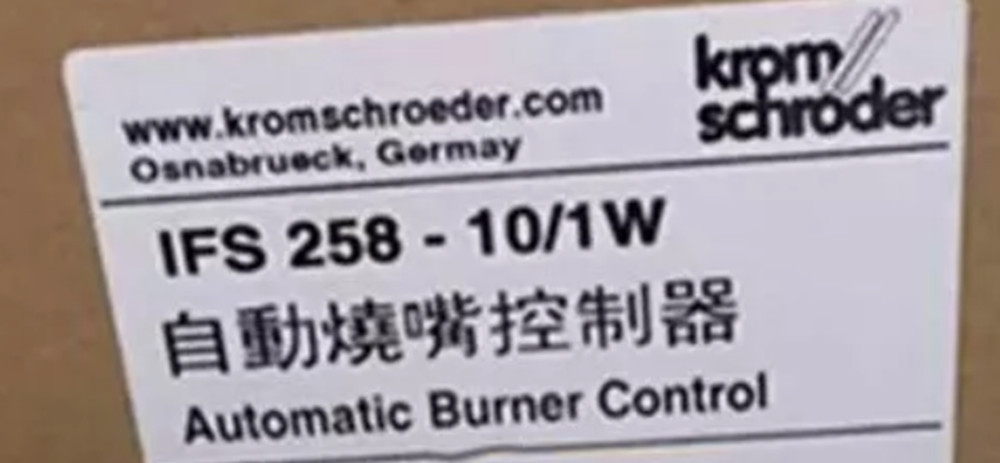 krom
schröder
www.kromschroeder.com
Osnabrueck, Germay
IFS 258 - 10/1W
自動燒嘴控制器
Automatic Burner Control